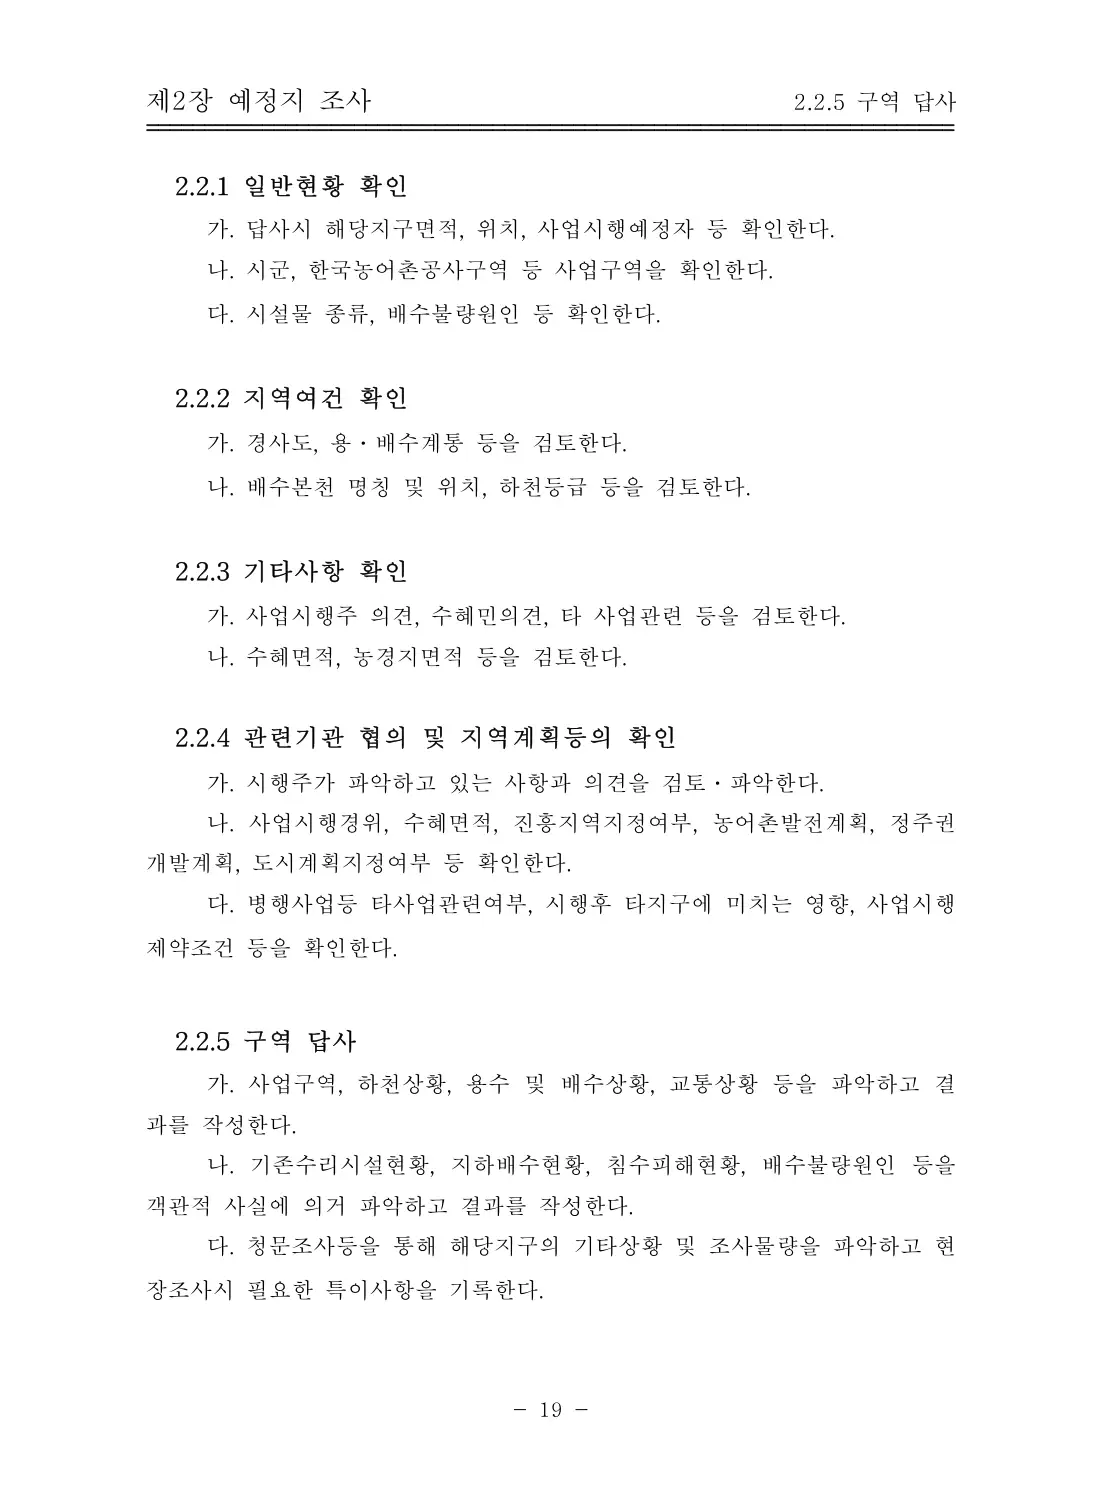 제2장 예정지 조사
2.2.5 구역 답사
2.2.1 일반현황 확인
가. 답사시 해당지구면적, 위치, 사업시행예정자 등 확인한다.
나. 시군, 한국농어촌공사구역 등 사업구역을 확인한다.
다. 시설물 종류, 배수불량원인 등 확인한다.
2.2.2 지역여건 확인
가. 경사도, 용·배수계통 등을 검토한다.
나. 배수본천 명칭 및 위치, 하천등급 등을 검토한다.
2.2.3 기타사항 확인
가. 사업시행주 의견, 수혜민의견, 타 사업관련 등을 검토한다.
나. 수혜면적, 농경지면적 등을 검토한다.
2.2.4 관련기관 협의 및 지역계획등의 확인
가. 시행주가 파악하고 있는 사항과 의견을 검토·파악한다.
나. 사업시행경위, 수혜면적, 진흥지역지정여부, 농어촌발전계획, 정주권
개발계획, 도시계획지정여부 등 확인한다.
다. 병행사업등 타사업관련여부, 시행후 타지구에 미치는 영향, 사업시행
제약조건 등을 확인한다.
2.2.5 구역 답사
가. 사업구역, 하천상황, 용수 및 배수상황, 교통상황 등을 파악하고 결
과를 작성한다.
나. 기존수리시설현황, 지하배수현황, 침수피해현황, 배수불량원인 등을
객관적 사실에 의거 파악하고 결과를 작성한다.
다. 청문조사등을 통해 해당지구의 기타상황 및 조사물량을 파악하고 현
장조사시 필요한 특이사항을 기록한다.
- 19 -